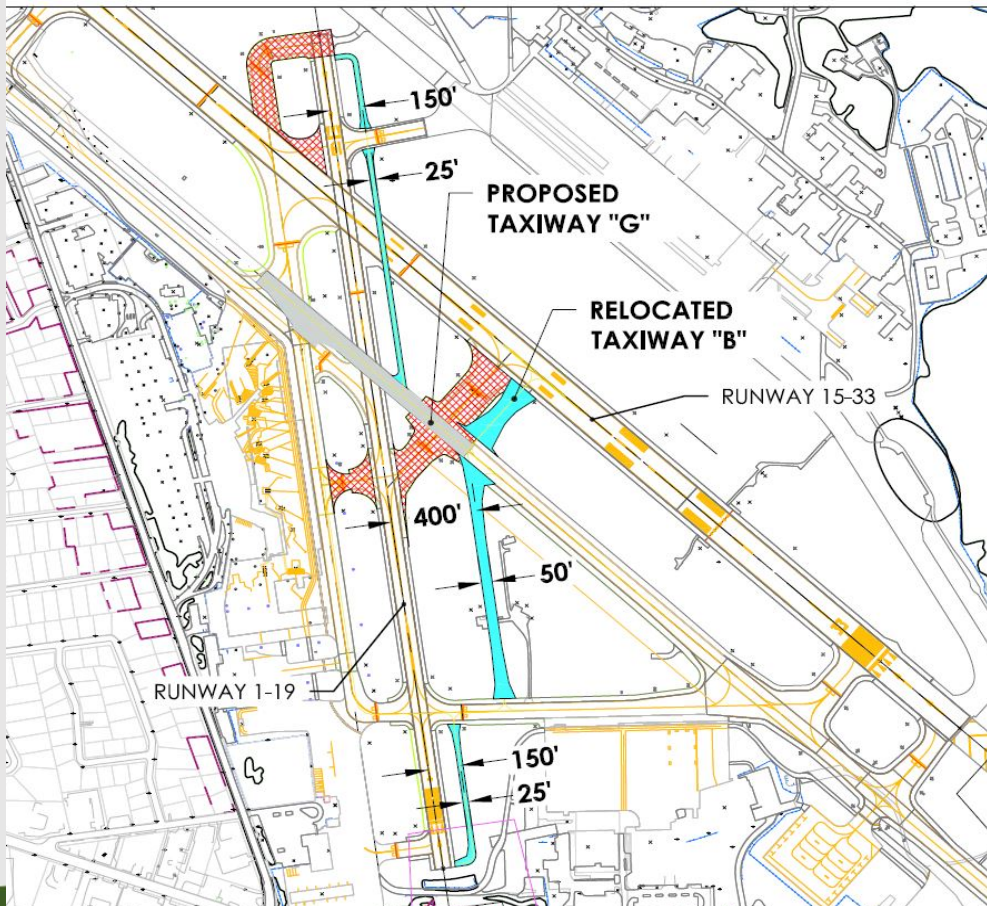 150'
25'
PROPOSED
TAXIWAY "G"
RELOCATED
TAXIWAY "B"
RUNWAY 15-33
400'
50'
RUNWAY 1-19
150'
25'